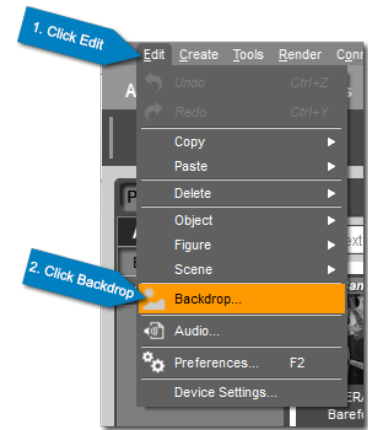 1. Click Edit
Edit Create Tools Render
Undo Ctrl+Z
Redo Ctrl+Y
Copy
Paste
Delete
Object
Figure
Scene
2. Click Backdrop
Backdrop...
Audio...
Preferences... F2
Device Settings...